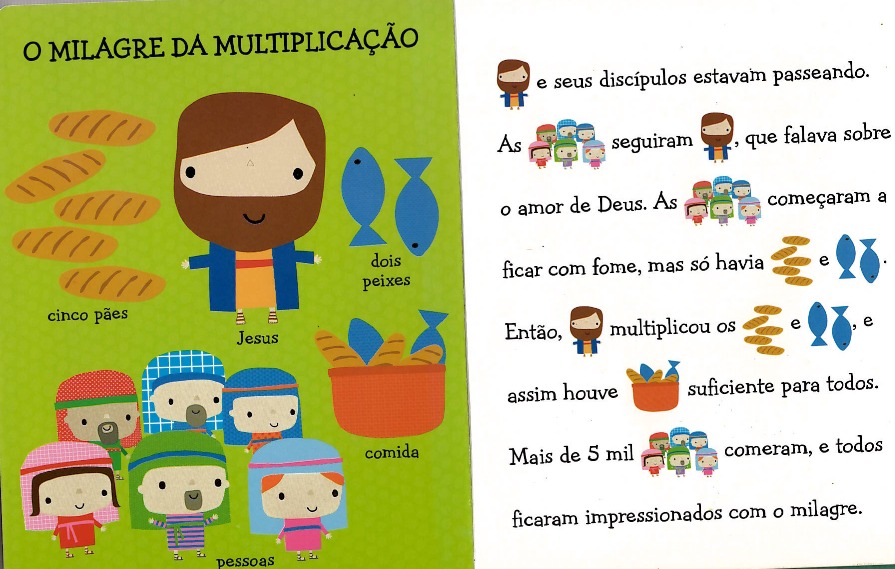 O MILAGRE DA MULTIPLICAÇÃO
cinco pães
Jesus
dois
peixes
comida
pessoas
e seus discípulos estavam passeando.
As seguiram , que falava sobre
o amor de Deus. As começaram a
ficar com fome, mas só havia e .
Então, multiplicou os e , e
assim houve suficiente para todos.
Mais de 5 mil comeram, e todos
ficaram impressionados com o milagre.